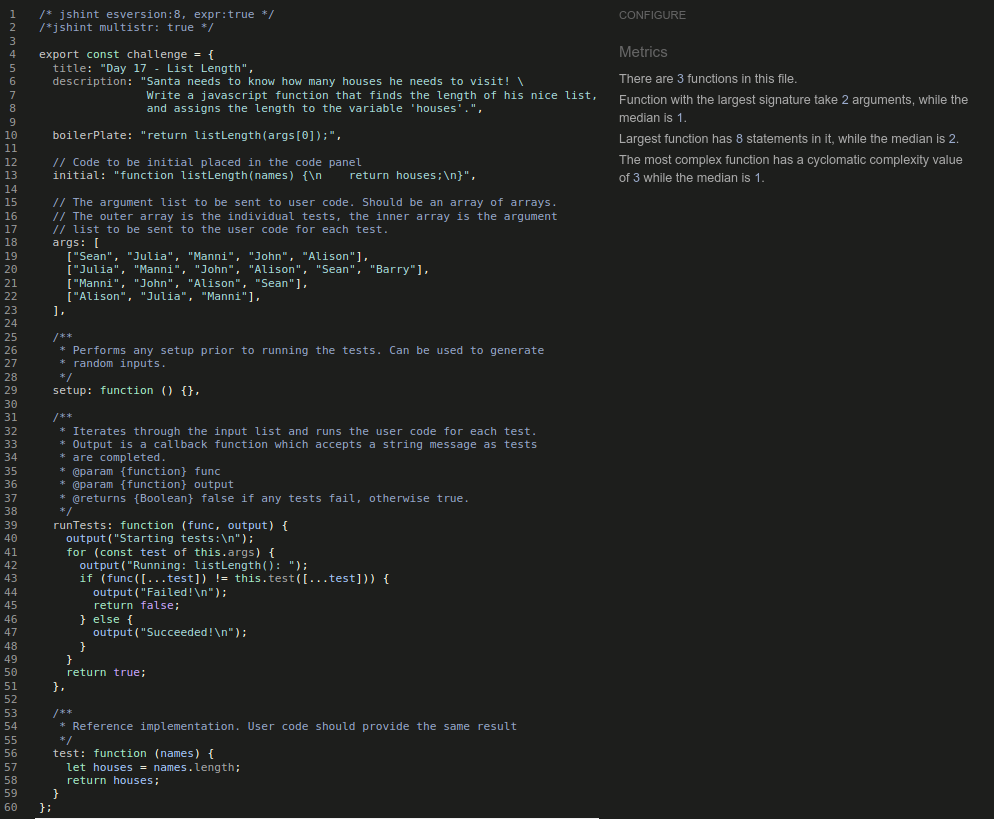 1 /* jshint esversion:8, expr:true */
2 /*jshint multistr: true */
3
4 export const challenge = {
5   title: "Day 17 - List Length",
6   description: "Santa needs to know how many houses he needs to visit! \
7                 Write a javascript function that finds the length of his nice list,
8                 and assigns the length to the variable 'houses'.",
9
10   boilerPlate: "return listLength(args[0]);",
11
12   // Code to be initial placed in the code panel
13   initial: "function listLength(names) {\n    return houses;\n}",
14
15   // The argument list to be sent to user code. Should be an array of arrays.
16   // The outer array is the individual tests, the inner array is the argument
17   // list to be sent to the user code for each test.
18   args: [
19     ["Sean", "Julia", "Manni", "John", "Alison"],
20     ["Julia", "Manni", "John", "Alison", "Sean", "Barry"],
21     ["Manni", "John", "Alison", "Sean"],
22     ["Alison", "Julia", "Manni"],
23   ],
24
25   /**
26    * Performs any setup prior to running the tests. Can be used to generate
27    * random inputs.
28    */
29   setup: function () {},
30
31   /**
32    * Iterates through the input list and runs the user code for each test.
33    * Output is a callback function which accepts a string message as tests
34    * are completed.
35    * @param {function} func
36    * @param {function} output
37    * @returns {Boolean} false if any tests fail, otherwise true.
38    */
39   runTests: function (func, output) {
40     output("Starting tests:\n");
41     for (const test of this.args) {
42       output("Running: listLength(): ");
43       if (func([...test]) != this.test([...test])) {
44         output("Failed!\n");
45         return false;
46       } else {
47         output("Succeeded!\n");
48       }
49     }
50     return true;
51   },
52
53   /**
54    * Reference implementation. User code should provide the same result
55    */
56   test: function (names) {
57     let houses = names.length;
58     return houses;
59   }
60 };
CONFIGURE
Metrics
There are 3 functions in this file.
Function with the largest signature take 2 arguments, while the
median is 1.
Largest function has 8 statements in it, while the median is 2.
The most complex function has a cyclomatic complexity value
of 3 while the median is 1.